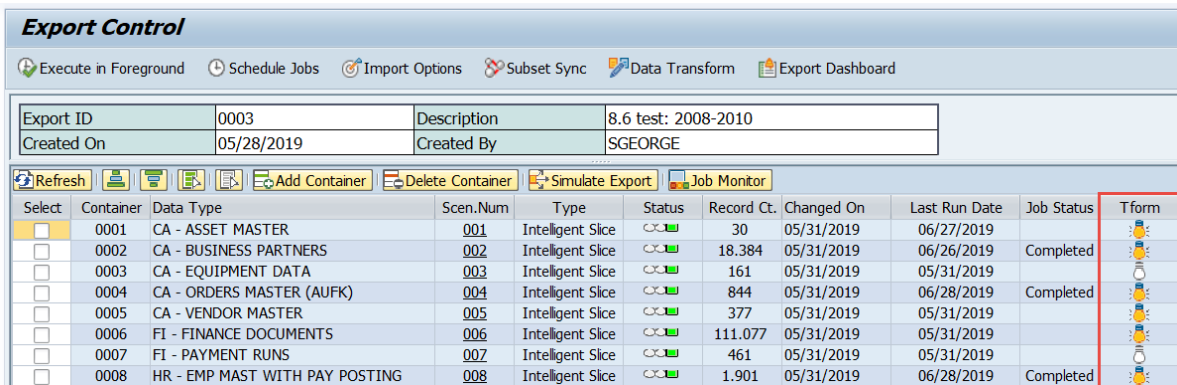 Export Control
Execute in Foreground Schedule Jobs Import Options Subset Sync Data Transform Export Dashboard
Export ID 0003 Description 8.6 test: 2008-2010
Created On 05/28/2019 Created By SGEORGE
Refresh Add Container Delete Container Simulate Export Job Monitor
Select Container Data Type Scen.Num Type Status Record Ct. Changed On Last Run Date Job Status Tform
0001 CA - ASSET MASTER 001 Intelligent Slice 30 05/31/2019 06/27/2019
0002 CA - BUSINESS PARTNERS 002 Intelligent Slice 18.384 05/31/2019 06/26/2019 Completed
0003 CA - EQUIPMENT DATA 003 Intelligent Slice 161 05/31/2019 05/31/2019
0004 CA - ORDERS MASTER (AUFK) 004 Intelligent Slice 844 05/31/2019 06/28/2019 Completed
0005 CA - VENDOR MASTER 005 Intelligent Slice 377 05/31/2019 05/31/2019
0006 FI - FINANCE DOCUMENTS 006 Intelligent Slice 111.077 05/31/2019 05/31/2019
0007 FI - PAYMENT RUNS 007 Intelligent Slice 461 05/31/2019 05/31/2019
0008 HR - EMP MAST WITH PAY POSTING 008 Intelligent Slice 1.901 05/31/2019 06/28/2019 Completed